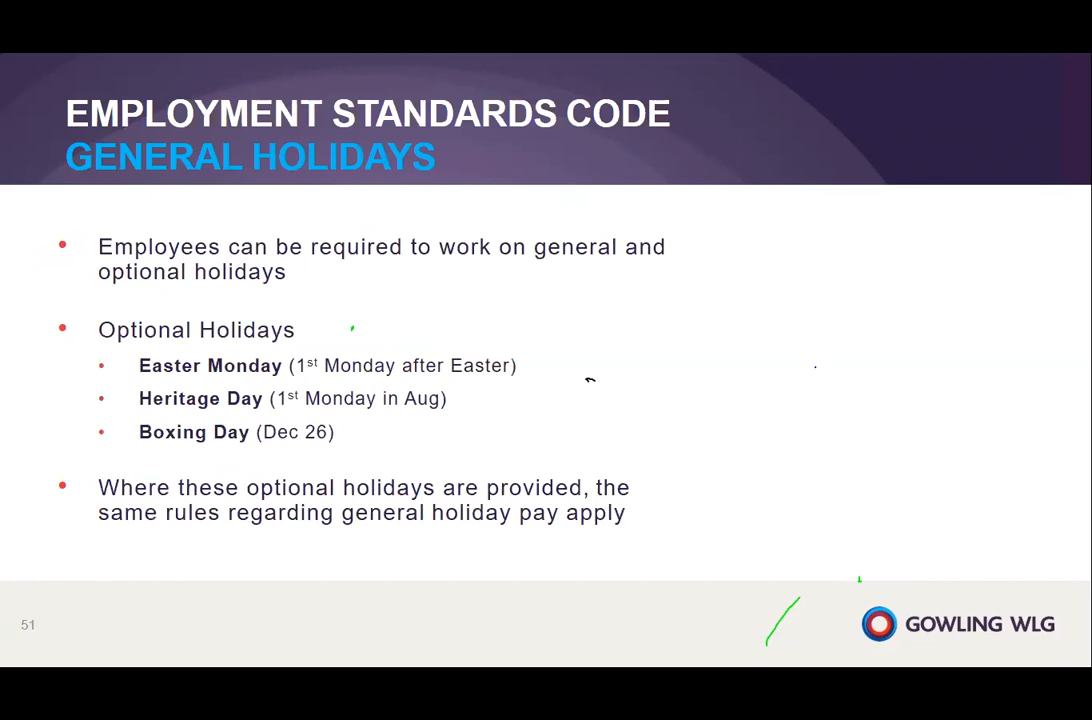 EMPLOYMENT STANDARDS CODE
GENERAL HOLIDAYS
• Employees can be required to work on general and
optional holidays
• Optional Holidays
• Easter Monday (1st Monday after Easter)
• Heritage Day (1st Monday in Aug)
• Boxing Day (Dec 26)
• Where these optional holidays are provided, the
same rules regarding general holiday pay apply
51
GOWLING WLG